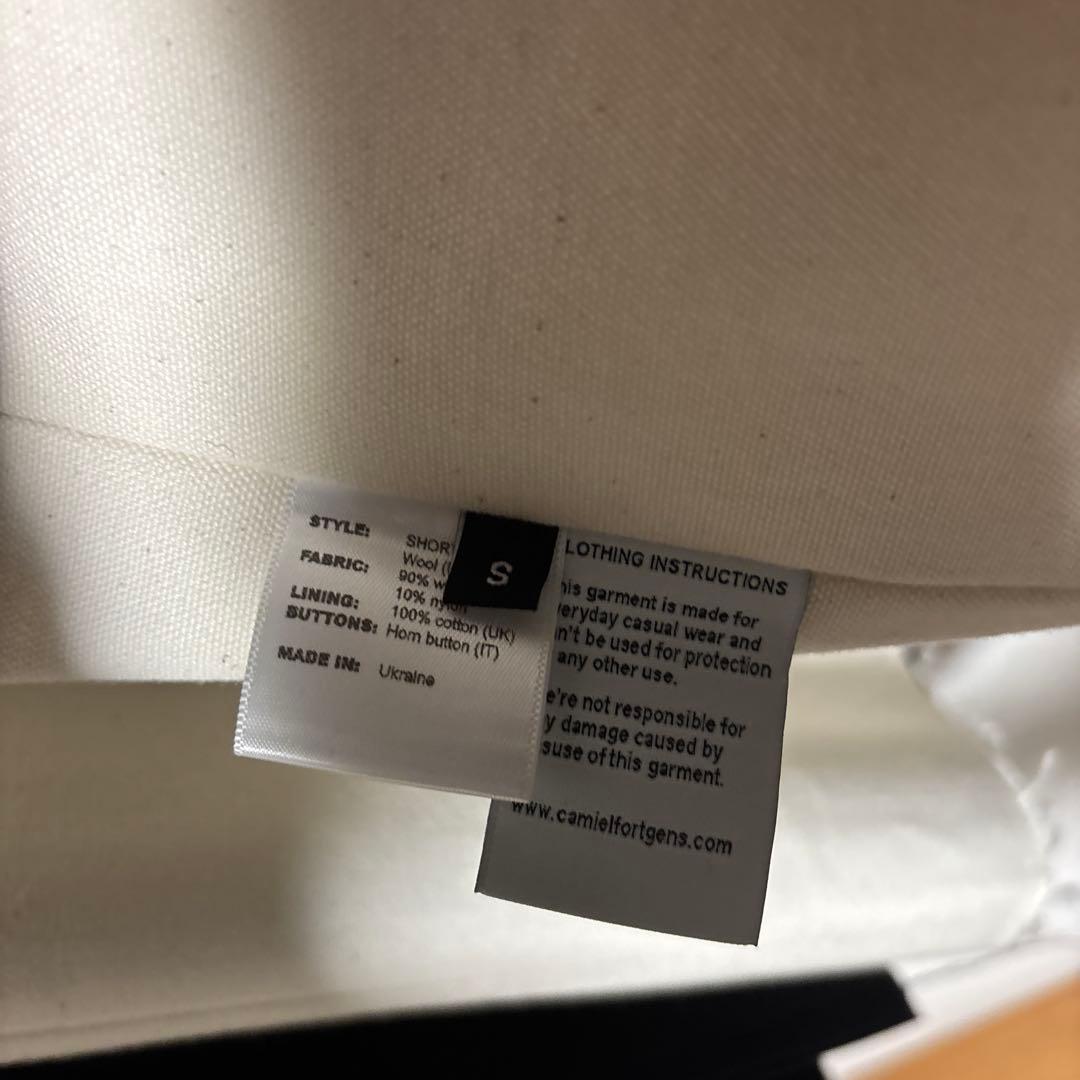 STYLE:
SHOR
FABRIC:
Wool (
90% w
10% nylon
LINING:
100% cotton (UK)
BUTTONS:
Horn button (IT)
MADE IN:
Ukraine
S
LOTHING INSTRUCTIONS
his garment is made for
eryday casual wear and
n't be used for protection
any other use.
e're not responsible for
y damage caused by
suse of this garment.
www.camielfortgens.com